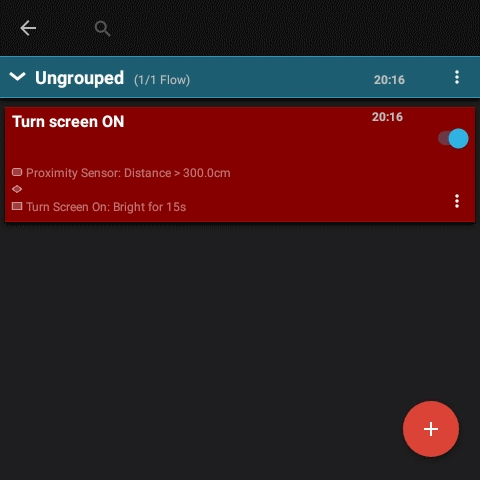 Ungrouped (1/1 Flow) 20:16
Turn screen ON 20:16
Proximity Sensor: Distance > 300.0cm
Turn Screen On: Bright for 15s